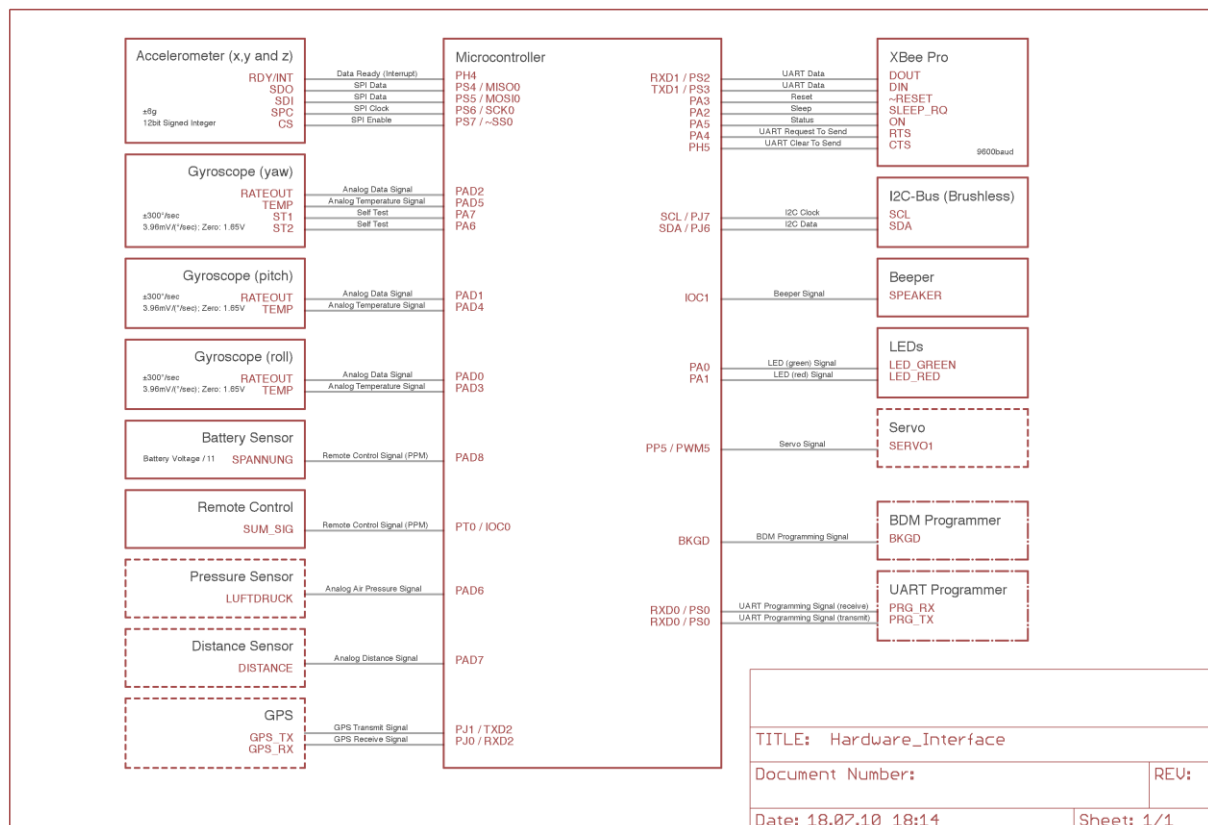 Accelerometer (x,y and z)
RDY/INT
SDO
SDI
SPC
CS
±6g
12bit Signed Integer
Data Ready (Interrupt)
SPI Data
SPI Data
SPI Clock
SPI Enable
Gyroscope (yaw)
RATEOUT
TEMP
ST1
ST2
±300°/sec
3.96mV/(°/sec); Zero: 1.65V
Analog Data Signal
Analog Temperature Signal
Self Test
Self Test
Gyroscope (pitch)
±300°/sec
3.96mV/(°/sec); Zero: 1.65V
RATEOUT
TEMP
Analog Data Signal
Analog Temperature Signal
Gyroscope (roll)
±300°/sec
3.96mV/(°/sec); Zero: 1.65V
RATEOUT
TEMP
Analog Data Signal
Analog Temperature Signal
Battery Sensor
Battery Voltage / 11
SPANNUNG
Remote Control Signal (PPM)
Remote Control
SUM_SIG
Remote Control Signal (PPM)
Pressure Sensor
LUFTDRUCK
Analog Air Pressure Signal
Distance Sensor
DISTANCE
Analog Distance Signal
GPS
GPS_TX
GPS_RX
GPS Transmit Signal
GPS Receive Signal
Microcontroller
PH4
PS4 / MISO0
PS5 / MOSI0
PS6 / SCK0
PS7 / ~SS0
PAD2
PAD5
PA7
PA6
PAD1
PAD4
PAD0
PAD3
PAD8
PT0 / IOC0
PAD6
PAD7
PJ1 / TXD2
PJ0 / RXD2
RXD1 / PS2
TXD1 / PS3
PA3
PA2
PA5
PA4
PH5
SCL / PJ7
SDA / PJ6
IOC1
PA0
PA1
PP5 / PWM5
BKGD
RXD0 / PS0
RXD0 / PS0
UART Data
UART Data
Reset
Sleep
Status
UART Request To Send
UART Clear To Send
XBee Pro
DOUT
DIN
~RESET
SLEEP_RQ
ON
RTS
CTS
9600baud
I2C Clock
I2C Data
I2C-Bus (Brushless)
SCL
SDA
Beeper Signal
Beeper
SPEAKER
LED (green) Signal
LED (red) Signal
LEDs
LED_GREEN
LED_RED
Servo Signal
Servo
SERVO1
BDM Programming Signal
BDM Programmer
BKGD
UART Programming Signal (receive)
UART Programming Signal (transmit)
UART Programmer
PRG_RX
PRG_TX
TITLE: Hardware_Interface
Document Number:
REV:
Date: 18.07.10 18:14
Sheet: 1/1